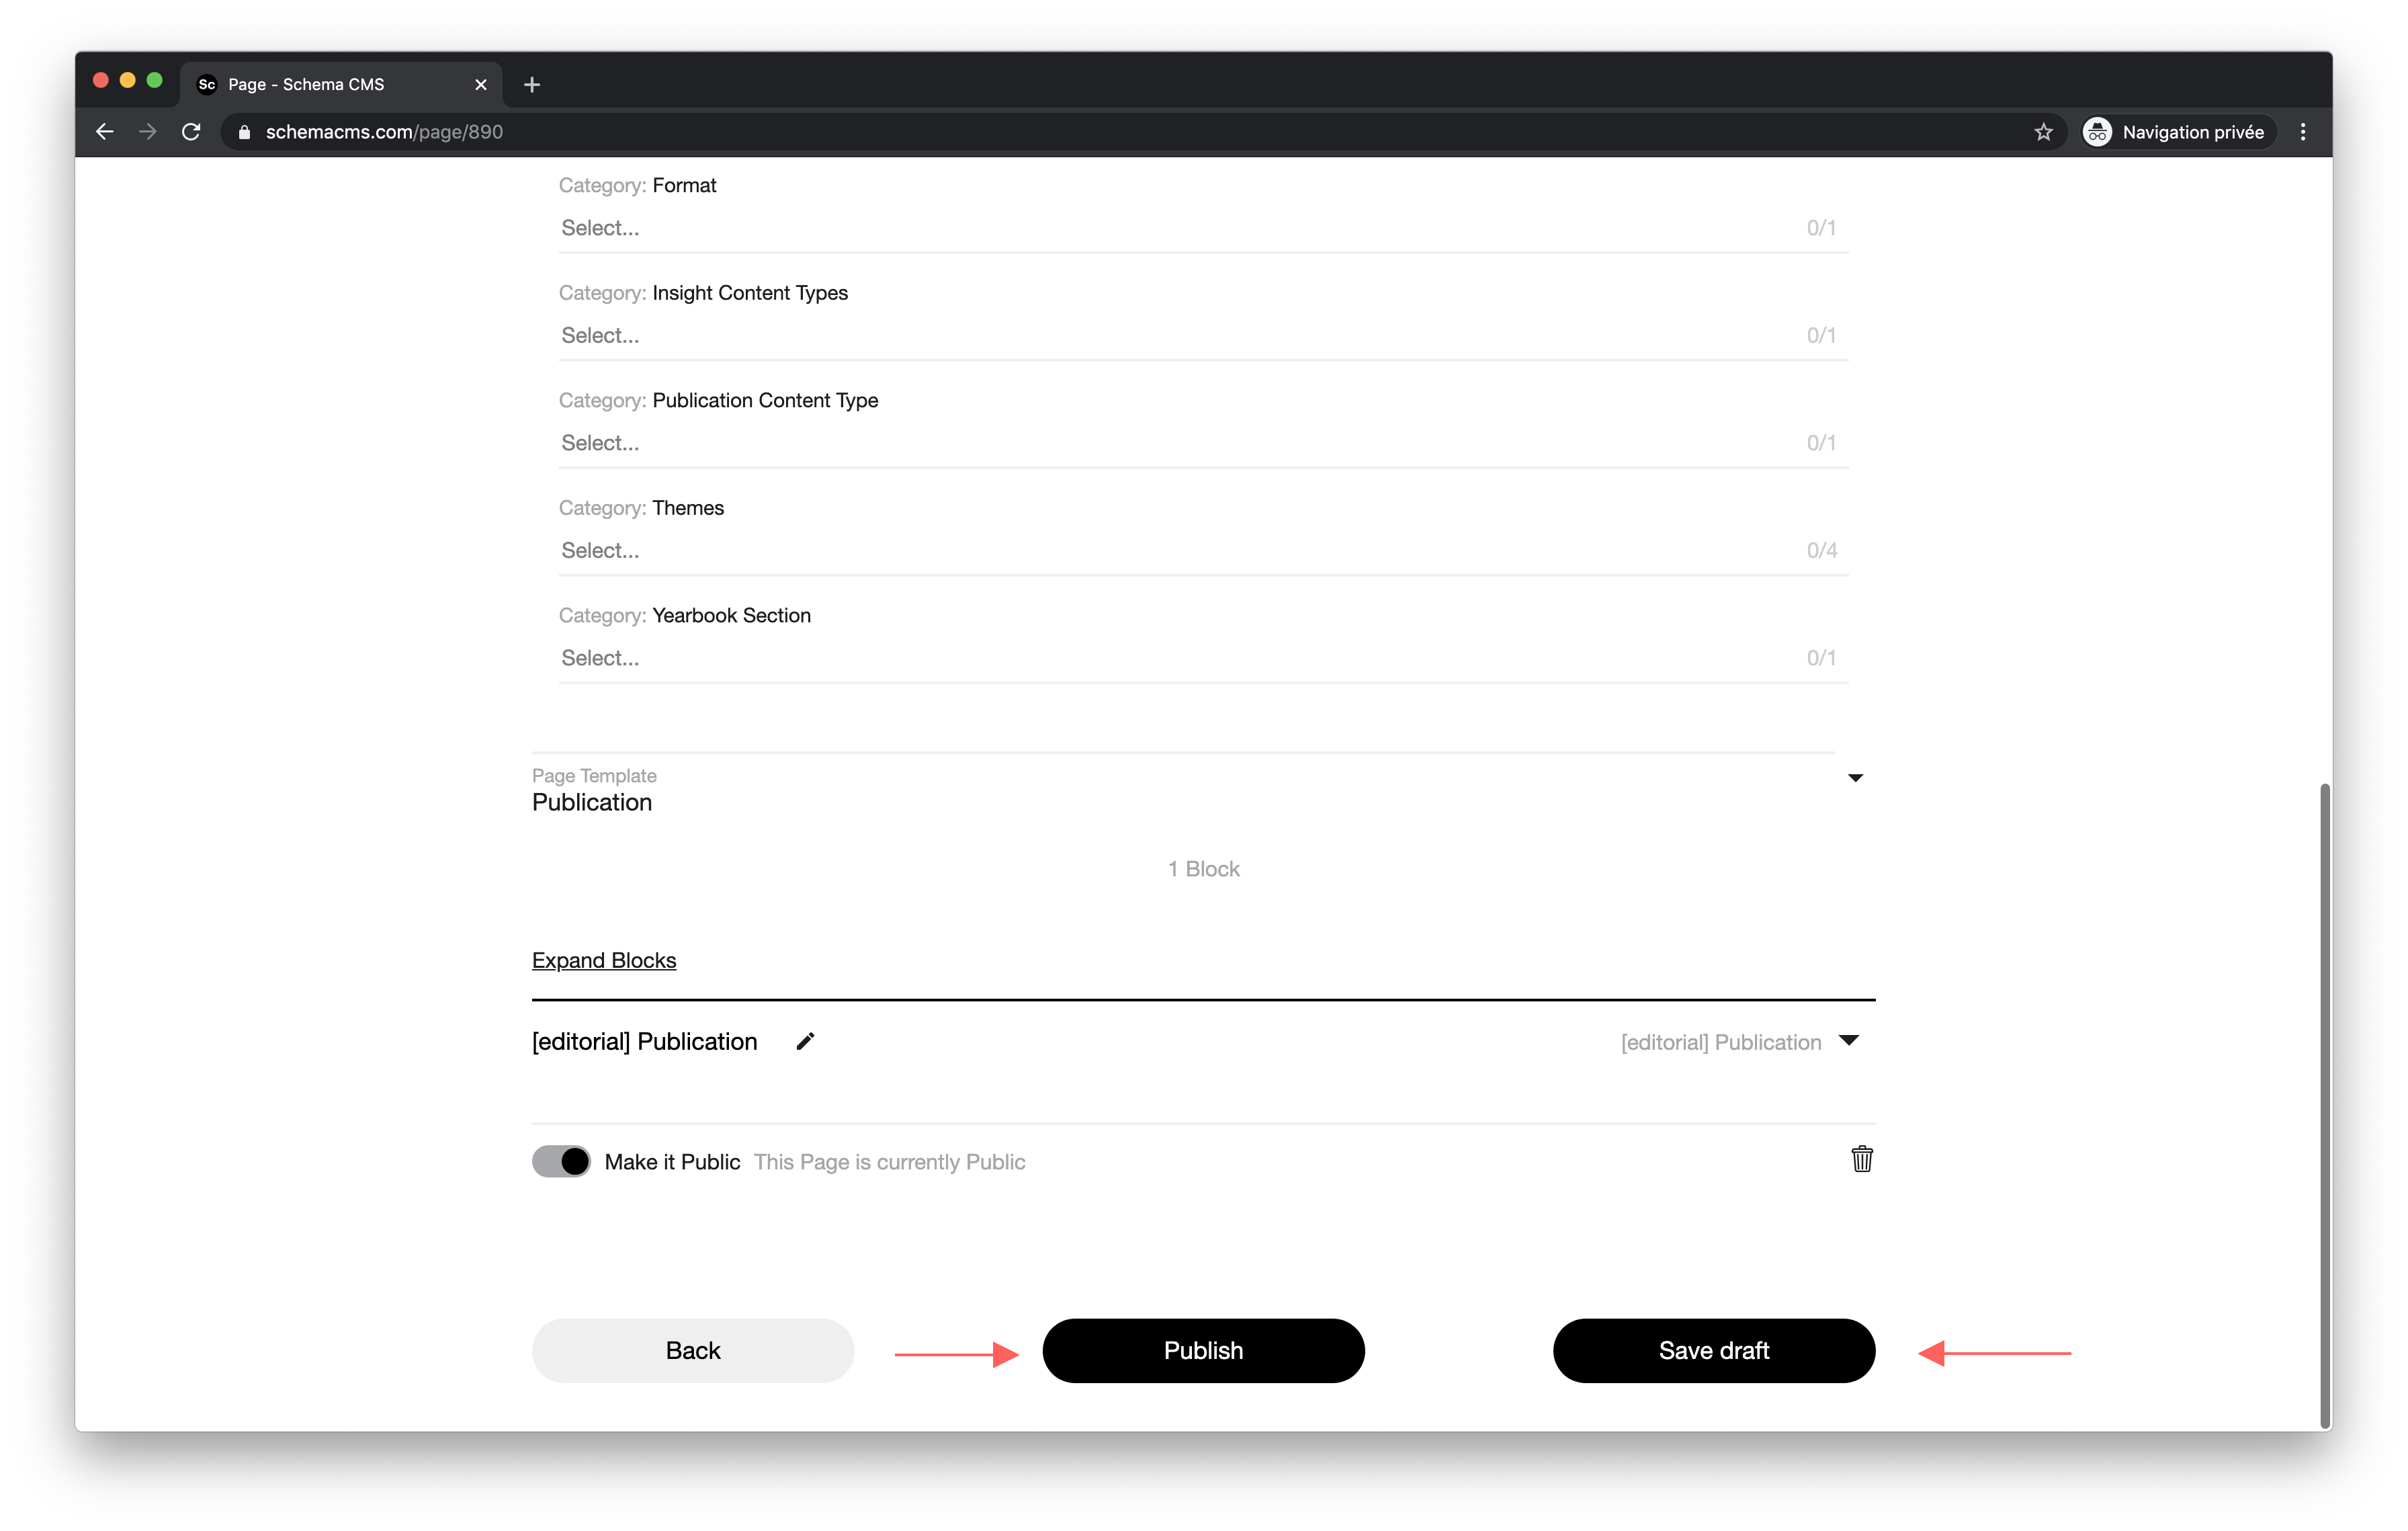 Sc Page - Schema CMS
schemacms.com/page/890
Navigation privée
Category: Format
Select... 0/1
Category: Insight Content Types
Select... 0/1
Category: Publication Content Type
Select... 0/1
Category: Themes
Select... 0/4
Category: Yearbook Section
Select... 0/1
Page Template
Publication
1 Block
Expand Blocks
[editorial] Publication [editorial] Publication
Make it Public This Page is currently Public
Back Publish Save draft